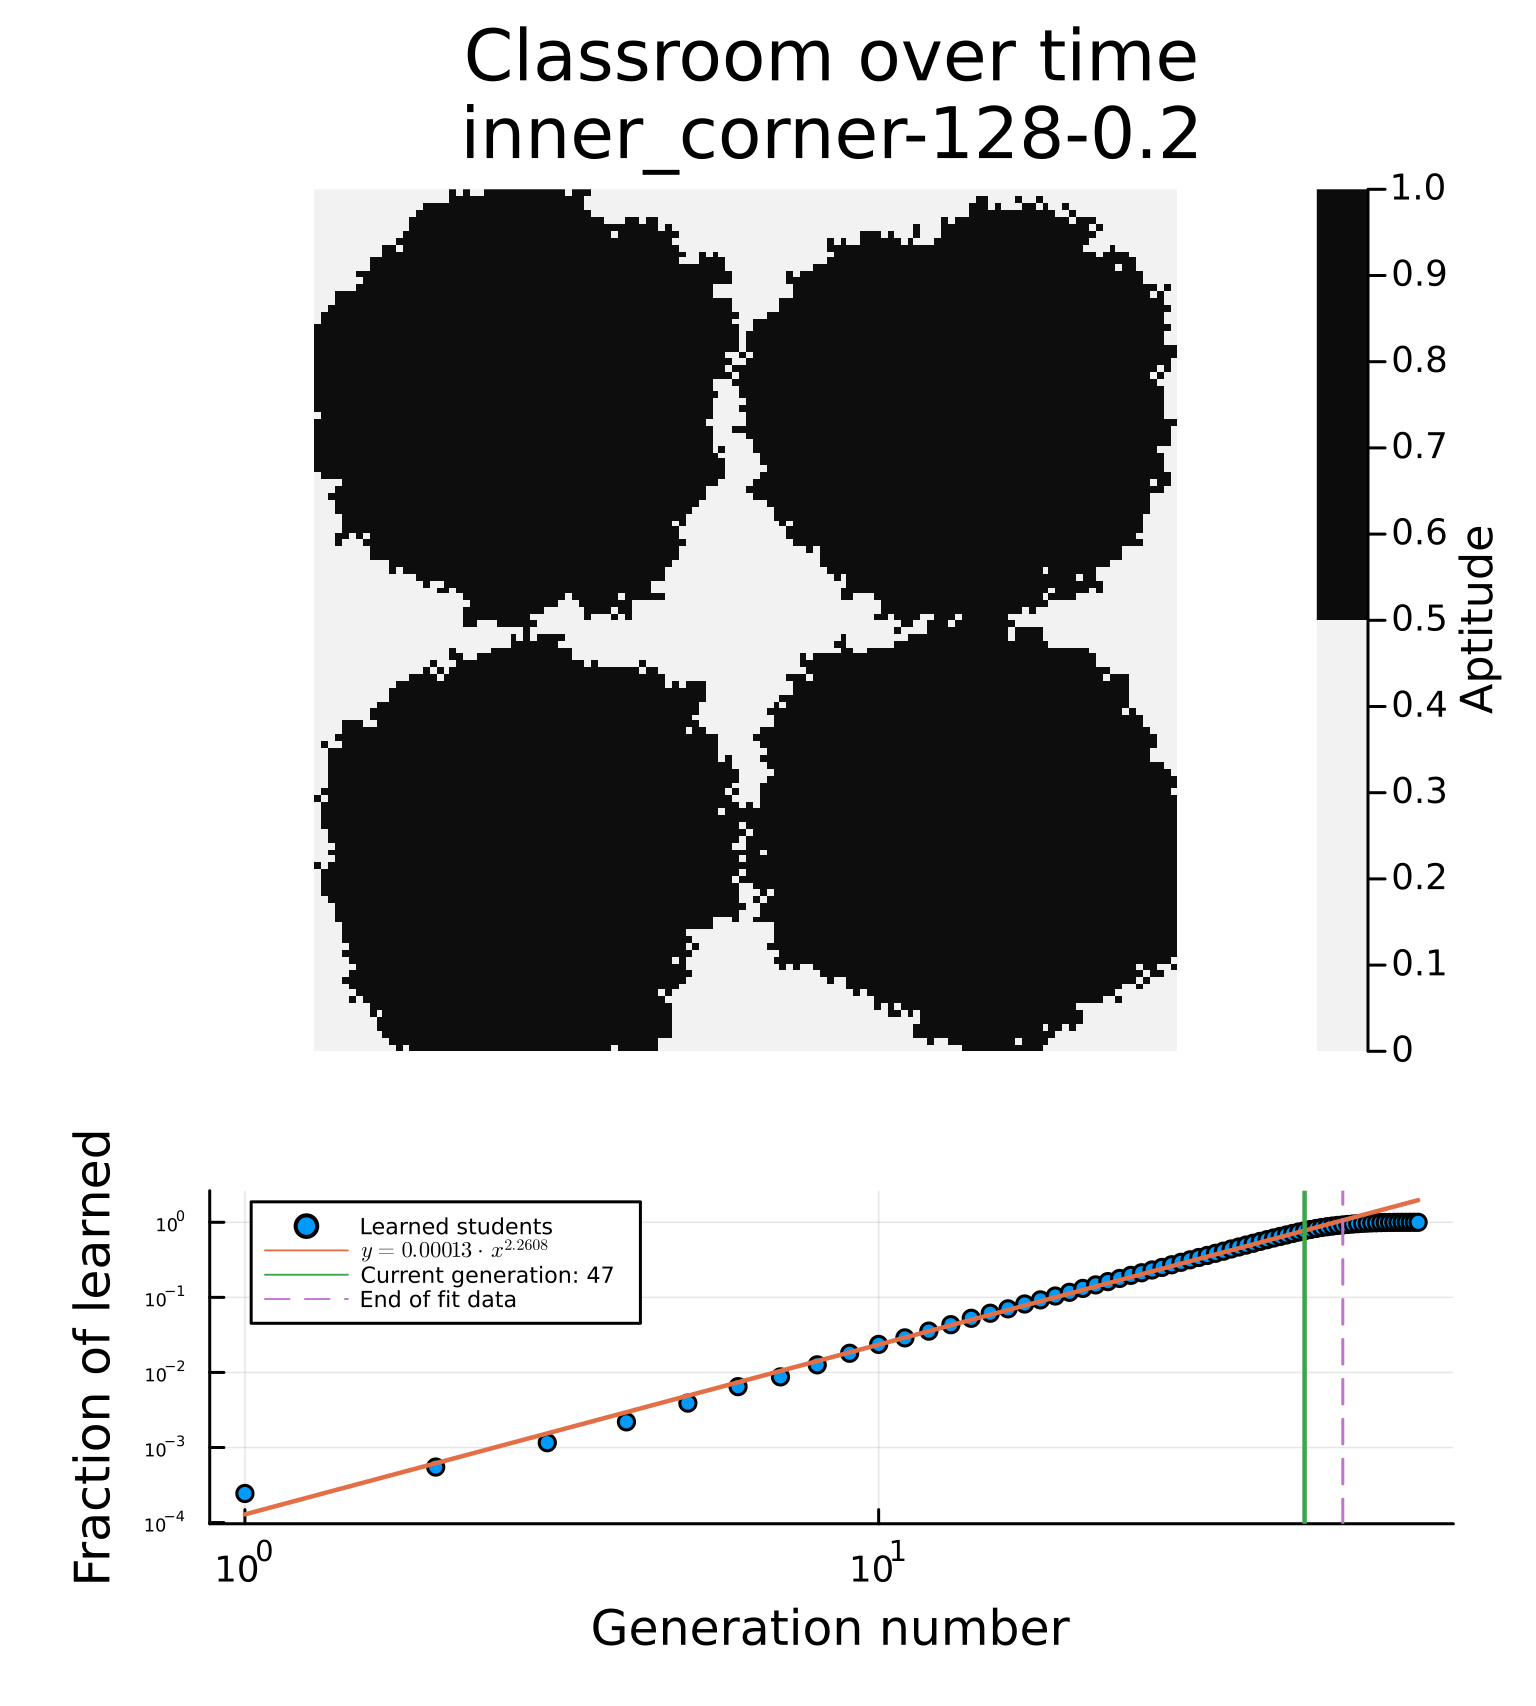 Classroom over time
inner_corner-128-0.2
1.0
0.9
0.8
0.7
0.6
0.5
0.4
0.3
0.2
0.1
0
Aptitude
Fraction of learned
10⁰
10⁻¹
10⁻²
10⁻³
10⁻⁴
Learned students
y = 0.00013 · x^2.2608
Current generation: 47
End of fit data
10⁰ 10¹
Generation number